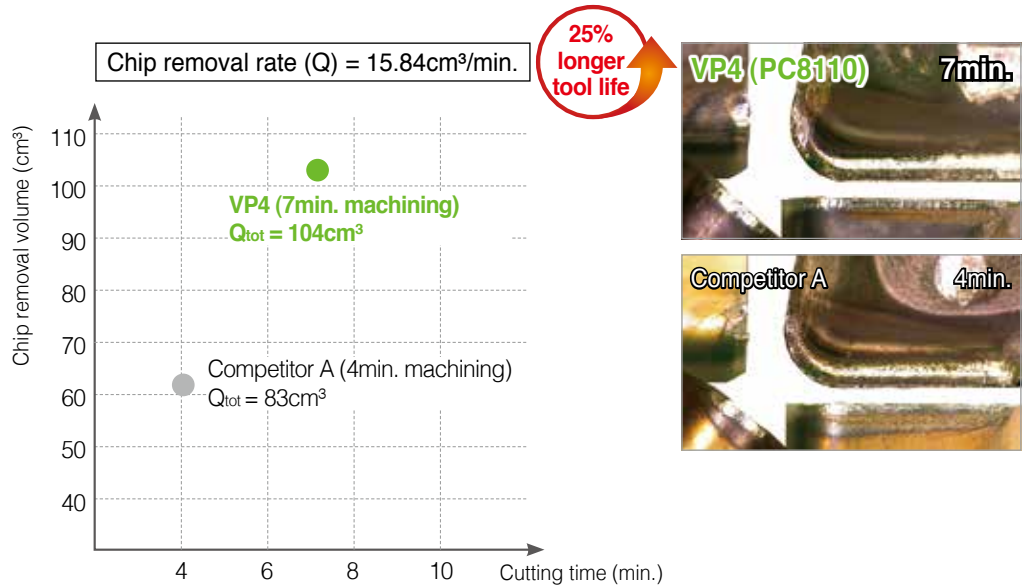 Chip removal rate (Q) = 15.84cm³/min.
25%
longer
tool life
VP4 (PC8110)
7min.
Chip removal volume (cm³)
110
100
90
80
70
60
50
40
VP4 (7min. machining)
Qtot = 104cm³
Competitor A (4min. machining)
Qtot = 83cm³
Competitor A
4min.
4
6
8
10
Cutting time (min.)